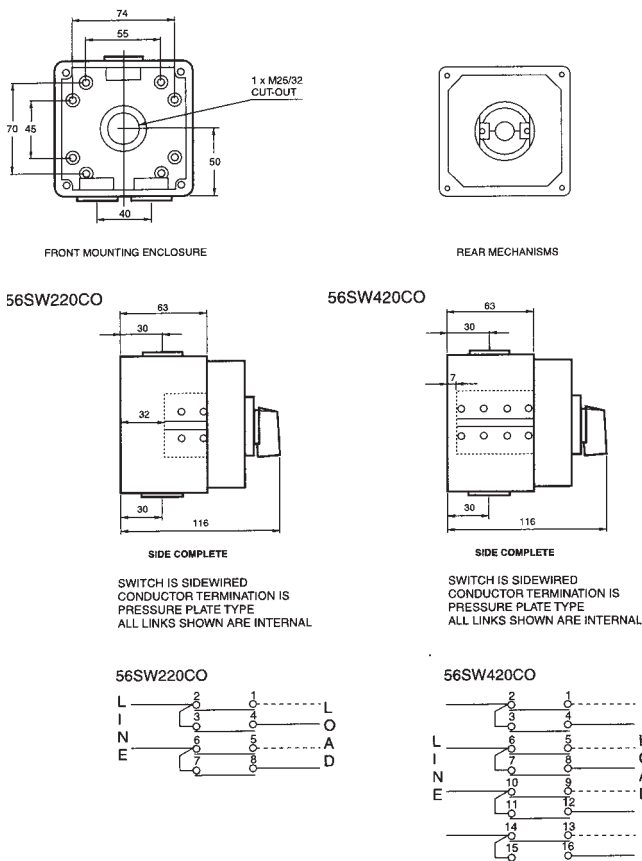 74
55
1 x M25/32
CUT-OUT
70
45
50
40
FRONT MOUNTING ENCLOSURE
REAR MECHANISMS
56SW220CO
63
30
32
30
116
SIDE COMPLETE
SWITCH IS SIDEWIRED
CONDUCTOR TERMINATION IS
PRESSURE PLATE TYPE
ALL LINKS SHOWN ARE INTERNAL
56SW420CO
63
30
7
30
116
SIDE COMPLETE
SWITCH IS SIDEWIRED
CONDUCTOR TERMINATION IS
PRESSURE PLATE TYPE
ALL LINKS SHOWN ARE INTERNAL
56SW220CO
LINE
2 1
3 4
6 5
7 8
LOAD
56SW420CO
LINE
2 1
3 4
6 5
7 8
10 9
11 12
14 13
15 16